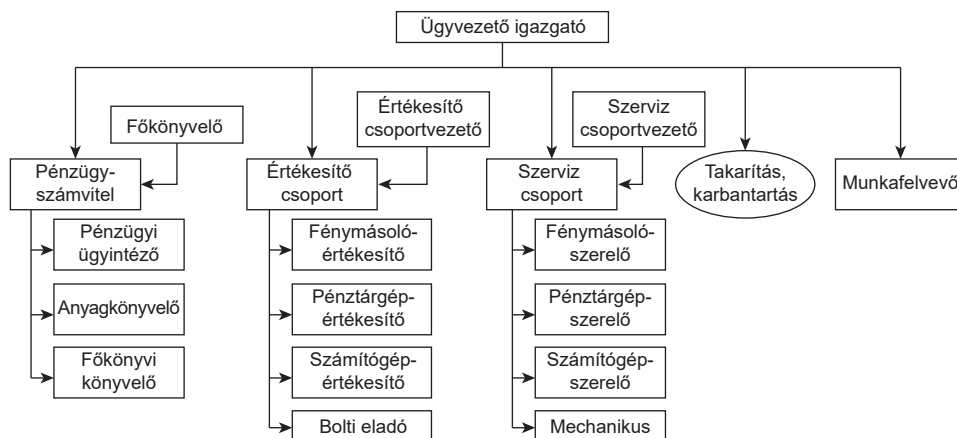 Ügyvezető igazgató
Főkönyvelő
Értékesítő
csoportvezető
Szerviz
csoportvezető
Pénzügy-
számvitel
Értékesítő
csoport
Szerviz
csoport
Takarítás,
karbantartás
Munkafelvevő
Pénzügyi
ügyintéző
Anyagkönyvelő
Főkönyvi
könyvelő
Fénymásoló-
értékesítő
Pénztárgép-
értékesítő
Számítógép-
értékesítő
Bolti eladó
Fénymásoló-
szerelő
Pénztárgép-
szerelő
Számítógép-
szerelő
Mechanikus